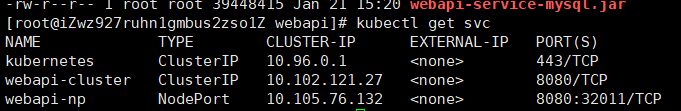 -rw-r--r-- 1 root root 39448415 Jan 21 15:20 webapi-service-mysql.jar
[root@iZwz927ruhn1gmbus2zso1Z webapi]# kubectl get svc
NAME TYPE CLUSTER-IP EXTERNAL-IP PORT(S)
kubernetes ClusterIP 10.96.0.1 <none> 443/TCP
webapi-cluster ClusterIP 10.102.121.27 <none> 8080/TCP
webapi-np NodePort 10.105.76.132 <none> 8080:32011/TCP